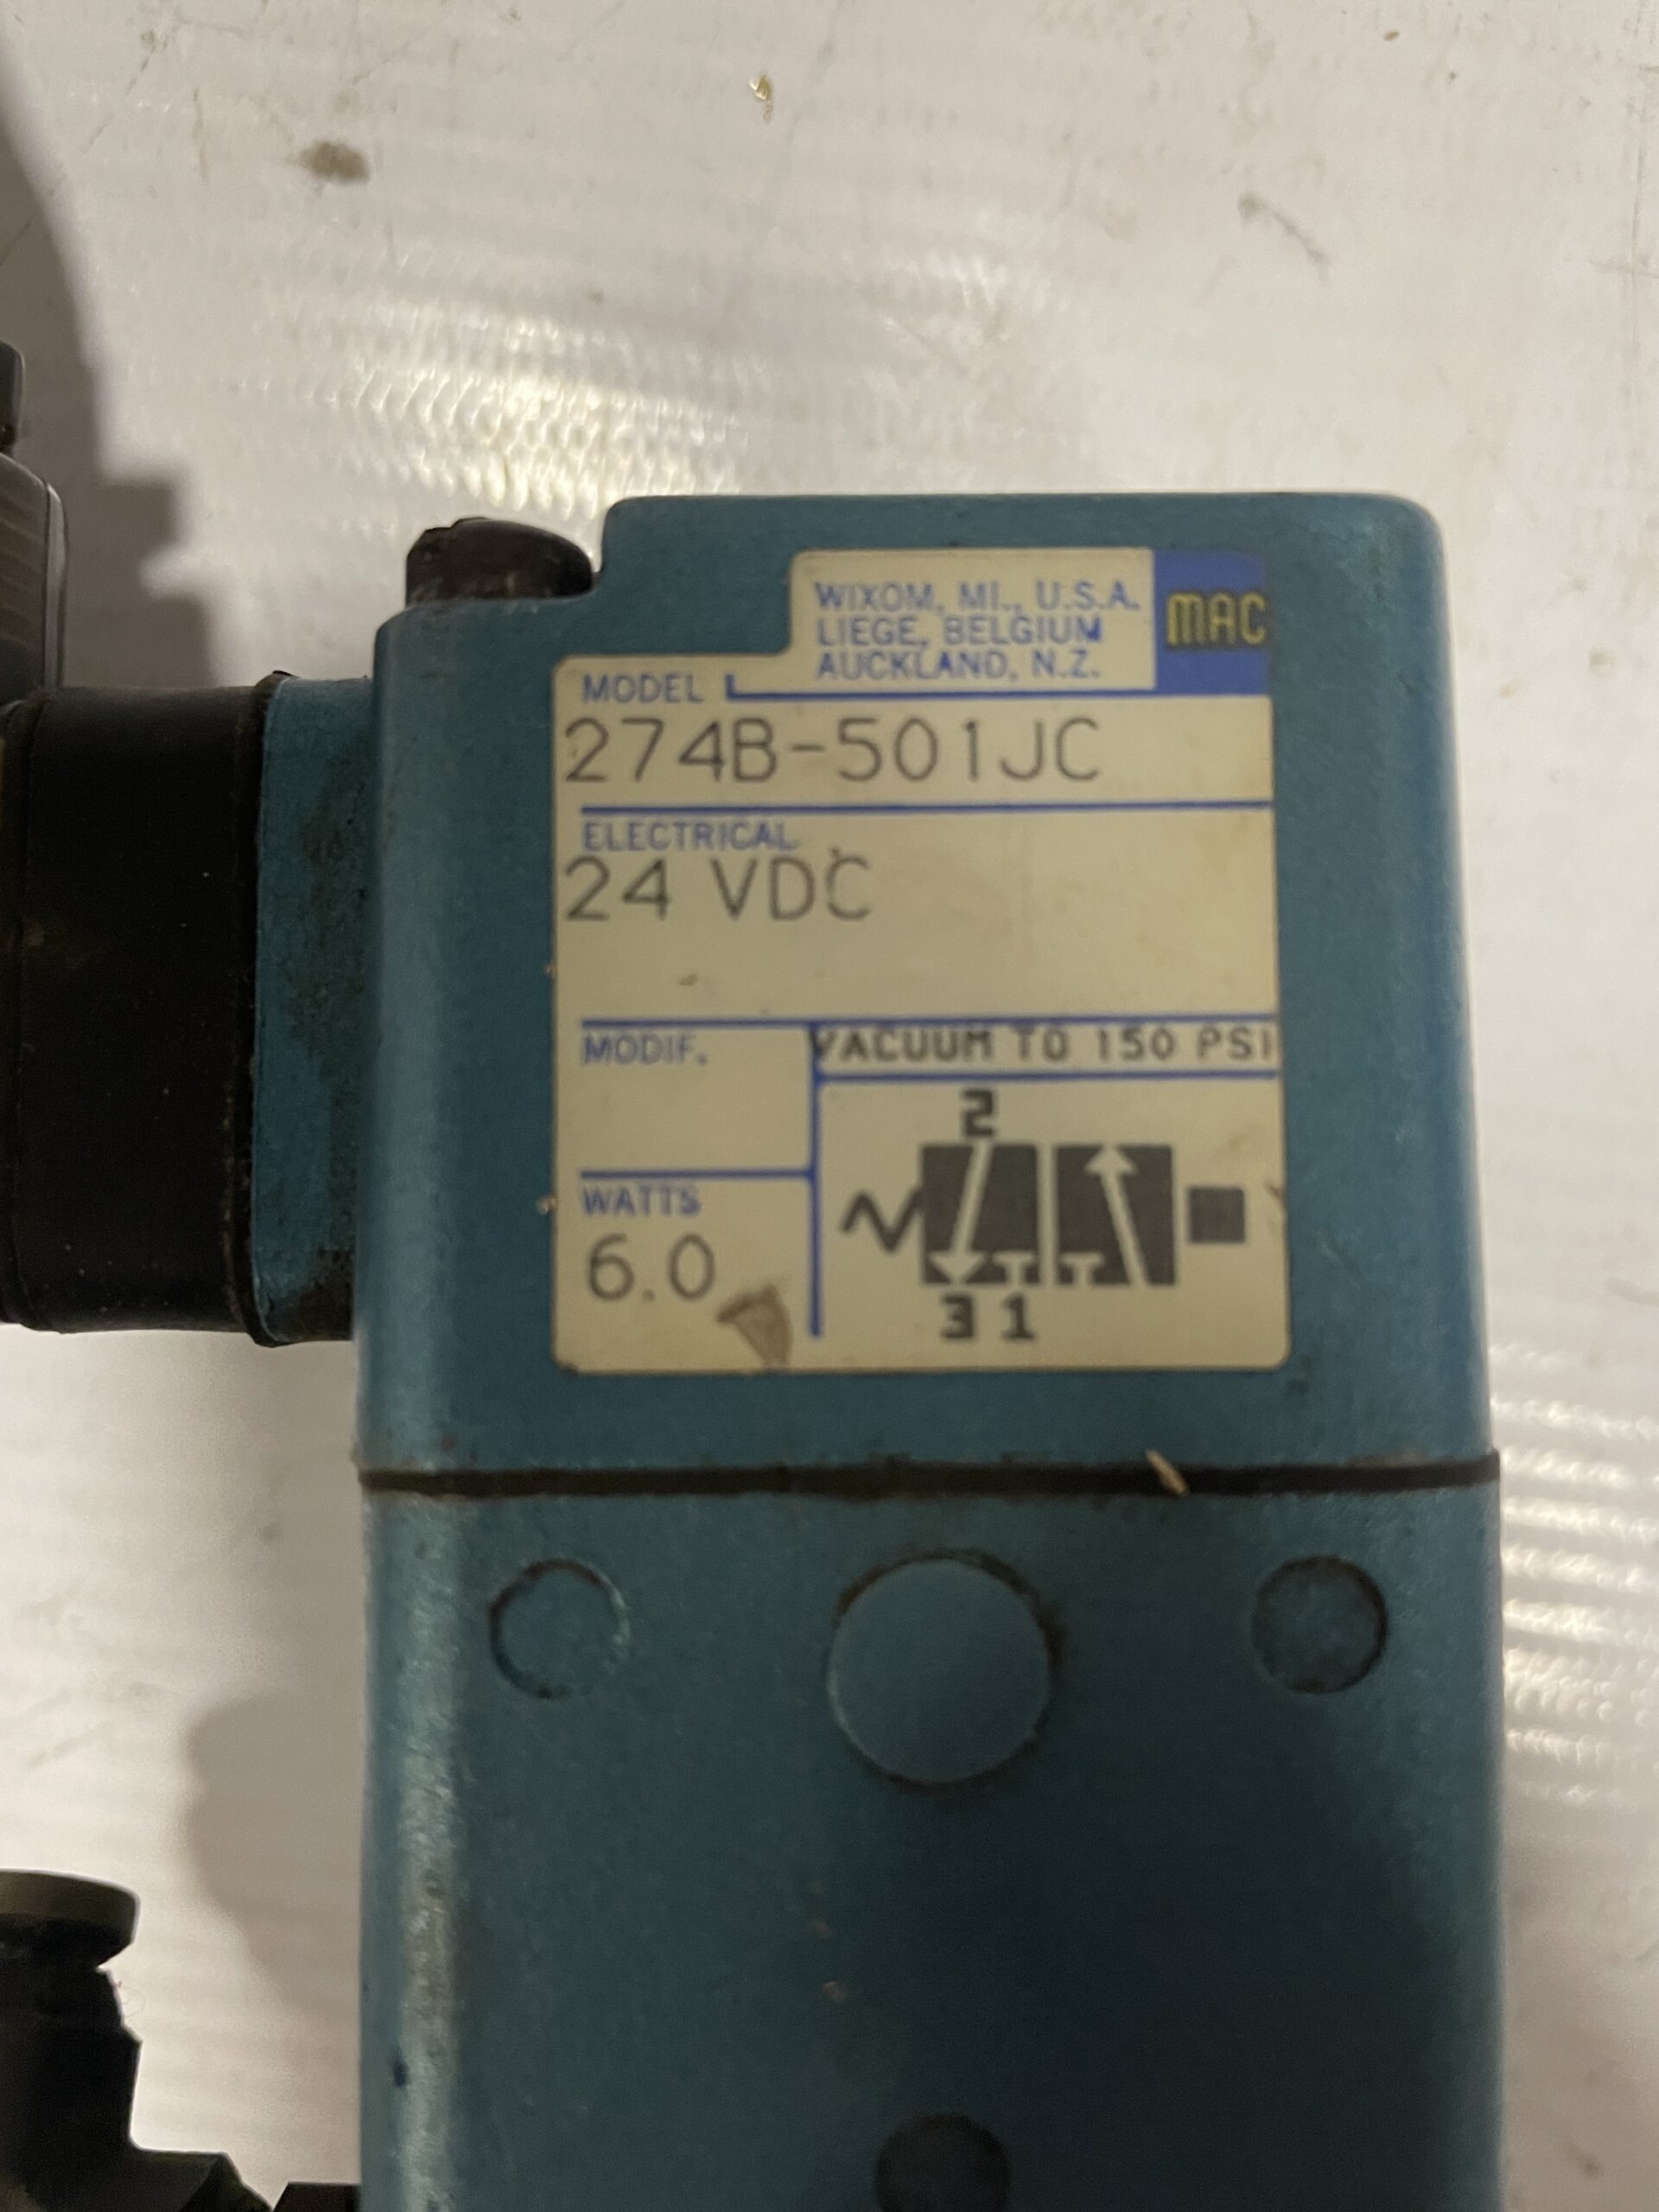 WIXOM, MI., U.S.A.
LIEGE, BELGIUM
AUCKLAND, N.Z.
MAC
MODEL
274B-501JC
ELECTRICAL
24 VDC
MODIF.
VACUUM TO 150 PSI
2
WATTS
6.0
3 1